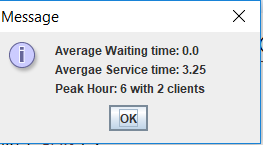 Message
Average Waiting time: 0.0
Avergae Service time: 3.25
Peak Hour: 6 with 2 clients
OK